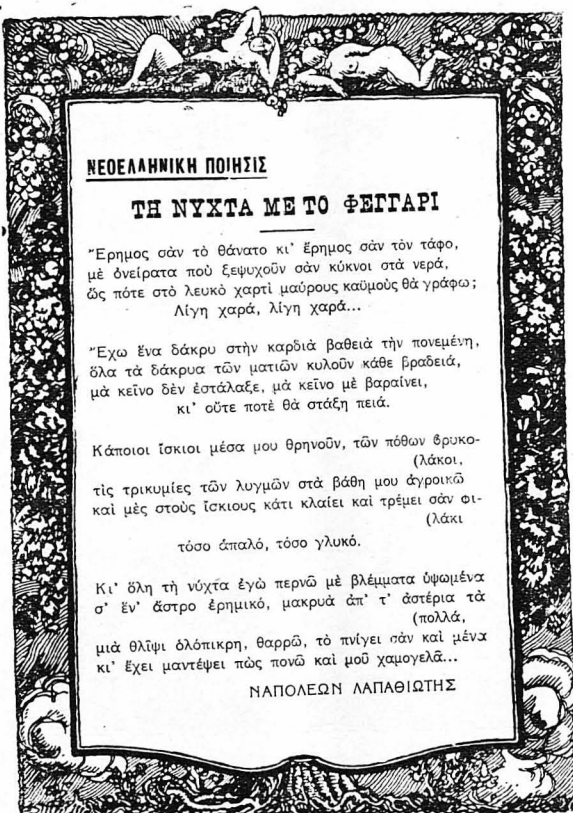 ΝΕΟΕΛΛΗΝΙΚΗ ΠΟΙΗΣΙΣ
ΤΗ ΝΥΧΤΑ ΜΕ ΤΟ ΦΕΓΓΑΡΙ
Ἔρημος σὰν τὸ θάνατο κι' ἔρημος σὰν τὸν τάφο,
μὲ ὀνείρατα ποὺ ξεψυχοῦν σὰν κύκνοι στὰ νερά,
ὥς πότε στὸ λευκὸ χαρτὶ μαύρους καϋμοὺς θὰ γράφω;
Λίγη χαρά, λίγη χαρά...
Ἔχω ἕνα δάκρυ στὴν καρδιὰ βαθειὰ τὴν πονεμένη,
ὅλα τὰ δάκρυα τῶν ματιῶν κυλοῦν κάθε βραδειά,
μὰ κεῖνο δὲν ἐστάλαξε, μὰ κεῖνο μὲ βαραίνει,
κι' οὔτε ποτὲ θὰ στάξη πειά.
Κάποιοι ἴσκιοι μέσα μου θρηνοῦν, τῶν πόθων βρυκο-
(λάκοι,
τὶς τρικυμίες τῶν λυγμῶν στὰ βάθη μου ἀγροικῶ
καὶ μὲς στοὺς ἴσκιους κάτι κλαίει καὶ τρέμει σὰν φι-
(λάκι
τόσο ἁπαλό, τόσο γλυκό.
Κι' ὅλη τὴ νύχτα ἐγὼ περνῶ μὲ βλέμματα ὑψωμένα
σ' ἕν' ἄστρο ἐρημικό, μακρυὰ ἀπ' τ' ἀστέρια τὰ
(πολλά,
μιὰ θλῖψι ὁλόπικρη, θαρρῶ, τὸ πνίγει σὰν καὶ μένα
κι' ἔχει μαντέψει πὼς πονῶ καὶ μοῦ χαμογελᾶ...
ΝΑΠΟΛΕΩΝ ΛΑΠΑΘΙΩΤΗΣ